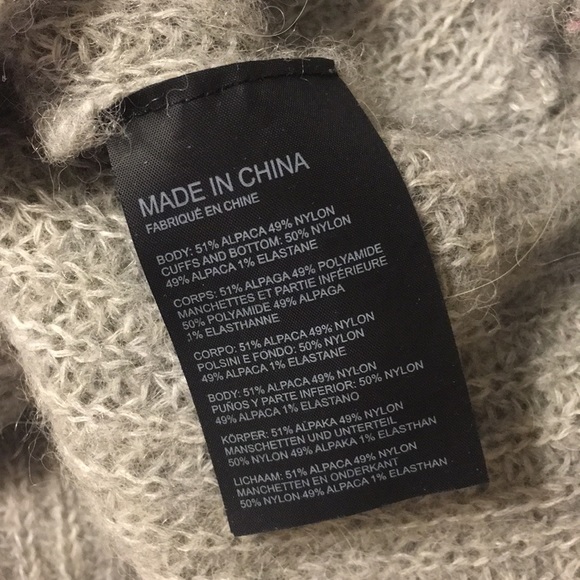 MADE IN CHINA
FABRIQUÉ EN CHINE
BODY: 51% ALPACA 49% NYLON
CUFFS AND BOTTOM: 50% NYLON
49% ALPACA 1% ELASTANE
CORPS: 51% ALPAGA 49% POLYAMIDE
MANCHETTES ET PARTIE INFÉRIEURE
50% POLYAMIDE 49% ALPAGA
1% ELASTHANNE
CORPO: 51% ALPACA 49% NYLON
POLSINI E FONDO: 50% NYLON
49% ALPACA 1% ELASTANE
BODY: 51% ALPACA 49% NYLON
PUÑOS Y PARTE INFERIOR: 50% NYLON
49% ALPACA 1% ELASTANO
KÖRPER: 51% ALPAKA 49% NYLON
MANSCHETTEN UND UNTERTEIL
50% NYLON 49% ALPAKA 1% ELASTHAN
LICHAAM: 51% ALPACA 49% NYLON
MANCHETTEN EN ONDERKANT
50% NYLON 49% ALPACA 1% ELASTHAN